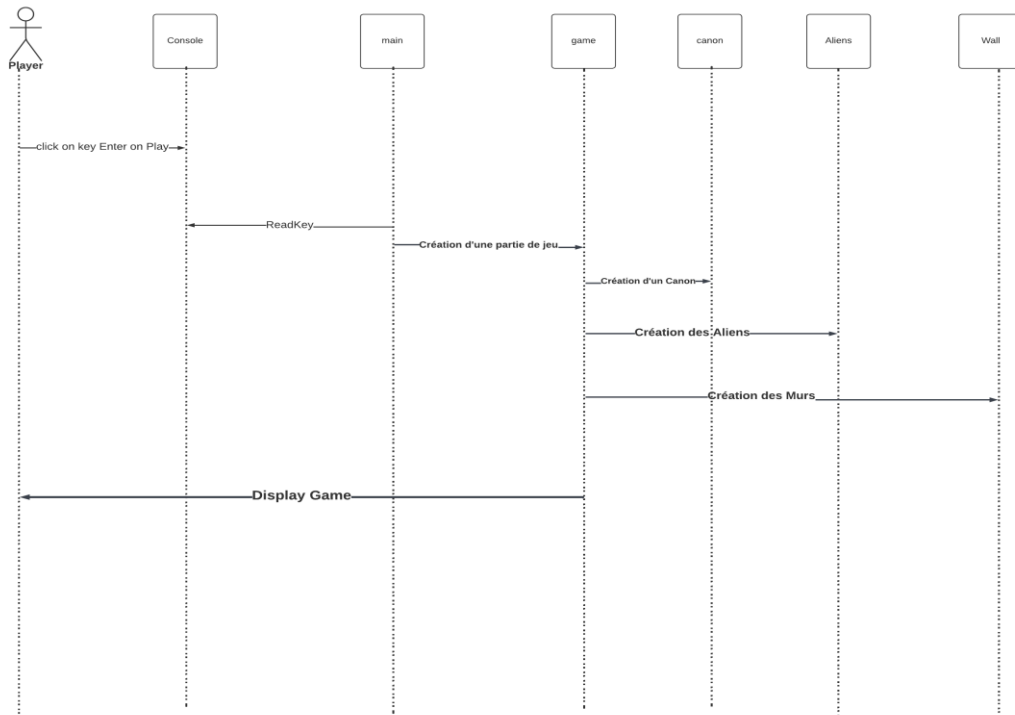 Console
main
game
canon
Aliens
Wall
Player
click on key Enter on Play
ReadKey
Création d'une partie de jeu
Création d'un Canon
Création des Aliens
Création des Murs
Display Game